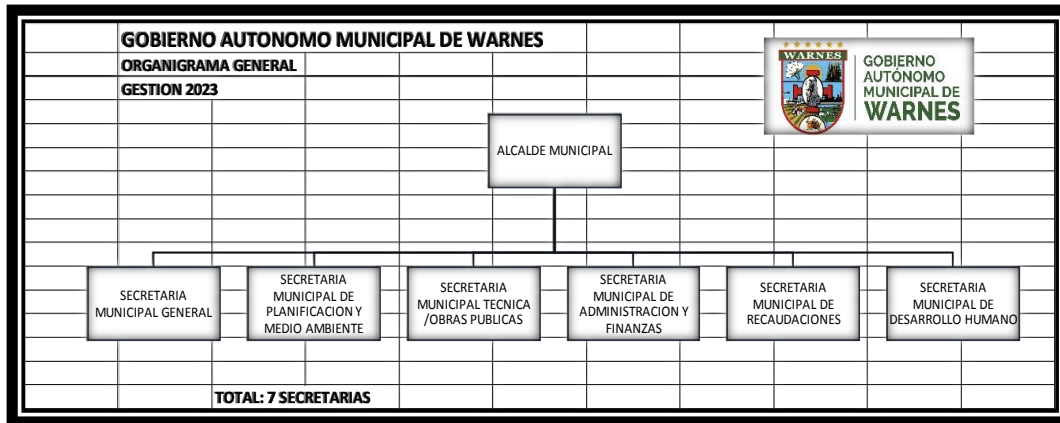 GOBIERNO AUTONOMO MUNICIPAL DE WARNES
ORGANIGRAMA GENERAL
GESTION 2023
WARNES
GOBIERNO
AUTÓNOMO
MUNICIPAL DE
WARNES
ALCALDE MUNICIPAL
SECRETARIA
MUNICIPAL GENERAL
SECRETARIA
MUNICIPAL DE
PLANIFICACION Y
MEDIO AMBIENTE
SECRETARIA
MUNICIPAL TECNICA
/OBRAS PUBLICAS
SECRETARIA
MUNICIPAL DE
ADMINISTRACION Y
FINANZAS
SECRETARIA
MUNICIPAL DE
RECAUDACIONES
SECRETARIA
MUNICIPAL DE
DESARROLLO HUMANO
TOTAL: 7 SECRETARIAS